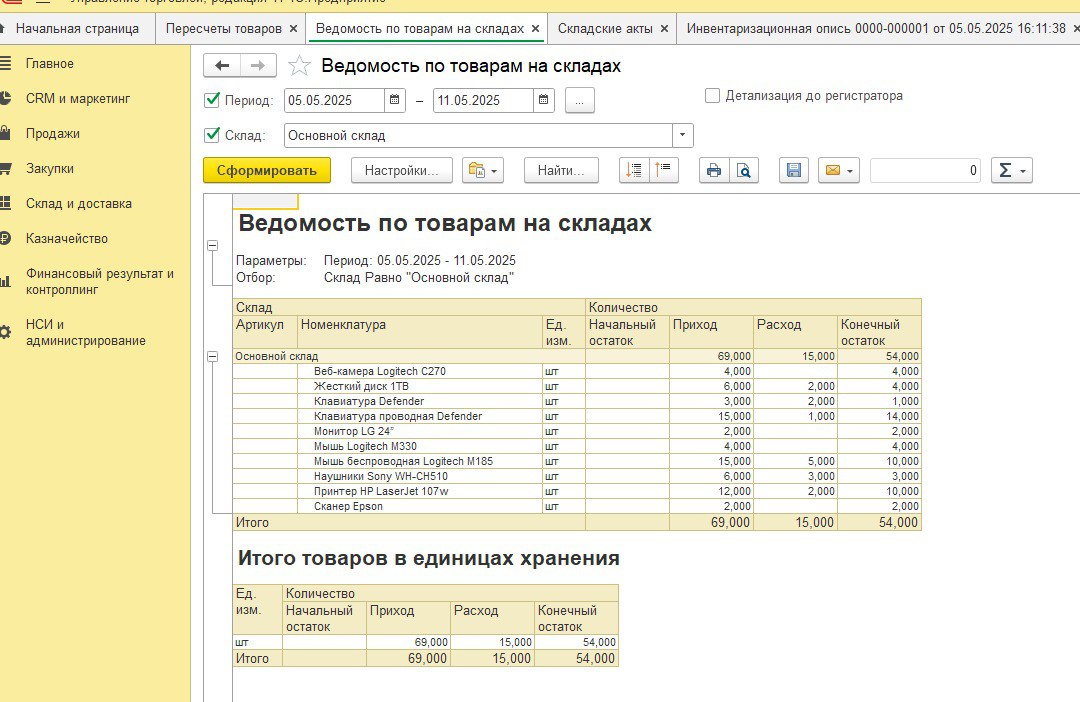 Начальная страница Пересчеты товаров × Ведомость по товарам на складах × Складские акты × Инвентаризационная опись 0000-000001 от 05.05.2025 16:11:38 ×
Главное
CRM и маркетинг
Продажи
Закупки
Склад и доставка
Казначейство
Финансовый результат и
контроллинг
НСИ и
администрирование
Ведомость по товарам на складах
Период: 05.05.2025 – 11.05.2025 ... Детализация до регистратора
Склад: Основной склад
Сформировать Настройки... Найти... 0 Σ
Ведомость по товарам на складах
Параметры: Период: 05.05.2025 - 11.05.2025
Отбор: Склад Равно "Основной склад"
Склад Количество
Артикул Номенклатура Ед. Начальный Приход Расход Конечный
изм. остаток остаток
Основной склад 69,000 15,000 54,000
Веб-камера Logitech C270 шт 4,000 4,000
Жесткий диск 1TB шт 6,000 2,000 4,000
Клавиатура Defender шт 3,000 2,000 1,000
Клавиатура проводная Defender шт 15,000 1,000 14,000
Монитор LG 24" шт 2,000 2,000
Мышь Logitech M330 шт 4,000 4,000
Мышь беспроводная Logitech M185 шт 15,000 5,000 10,000
Наушники Sony WH-CH510 шт 6,000 3,000 3,000
Принтер HP LaserJet 107w шт 12,000 2,000 10,000
Сканер Epson шт 2,000 2,000
Итого 69,000 15,000 54,000
Итого товаров в единицах хранения
Ед. Количество
изм. Начальный Приход Расход Конечный
остаток остаток
шт 69,000 15,000 54,000
Итого 69,000 15,000 54,000